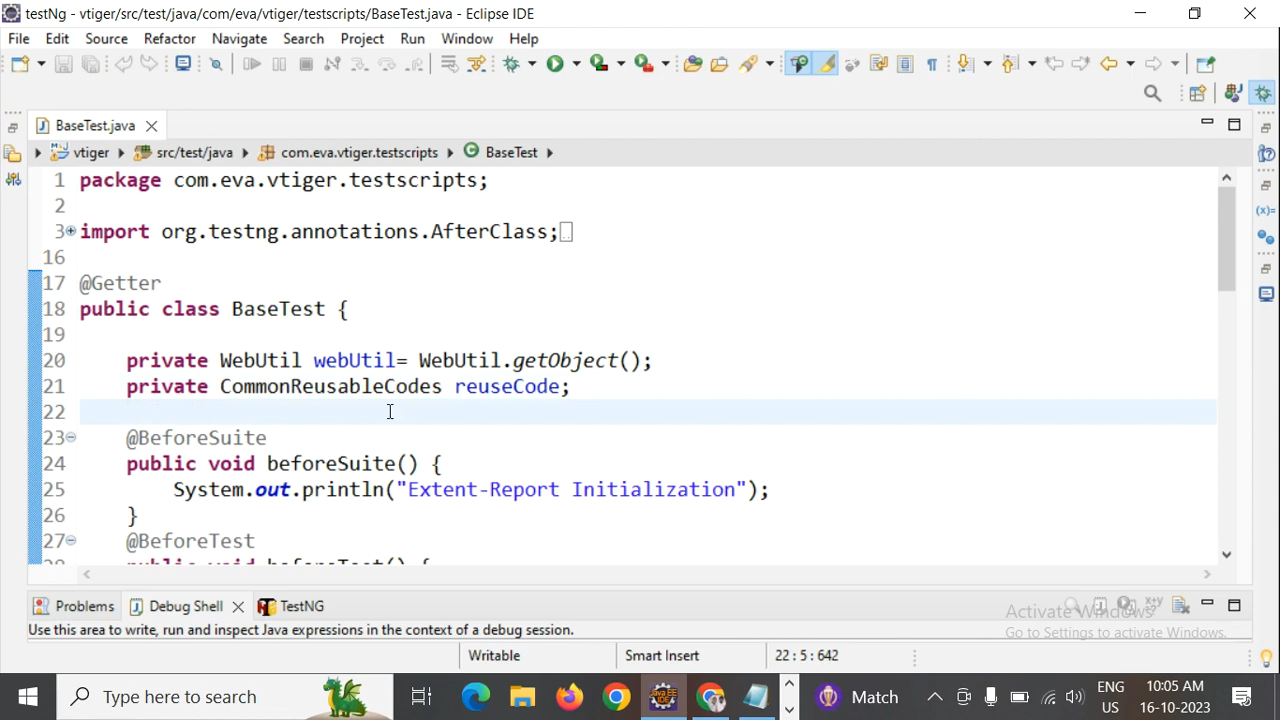 testNg - vtiger/src/test/java/com/eva/vtiger/testscripts/BaseTest.java - Eclipse IDE
File Edit Source Refactor Navigate Search Project Run Window Help
BaseTest.java
vtiger src/test/java com.eva.vtiger.testscripts BaseTest
1 package com.eva.vtiger.testscripts;
2
3 import org.testng.annotations.AfterClass;
16
17 @Getter
18 public class BaseTest {
19
20 private WebUtil webUtil= WebUtil.getObject();
21 private CommonReusableCodes reuseCode;
22
23 @BeforeSuite
24 public void beforeSuite() {
25 System.out.println("Extent-Report Initialization");
26 }
27 @BeforeTest
28 public void beforeTest() {
Problems Debug Shell TestNG
Activate Windows
Use this area to write, run and inspect Java expressions in the context of a debug session.
Go to Settings to activate Windows.
Writable Smart Insert 22 : 5 : 642
Type here to search Match ENG 10:05 AM
US 16-10-2023